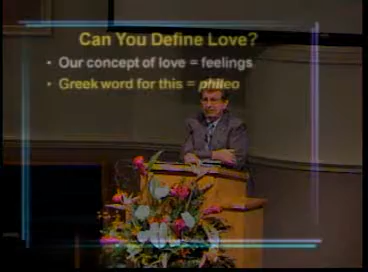 Can You Define Love?
• Our concept of love = feelings
• Greek word for this = phileo